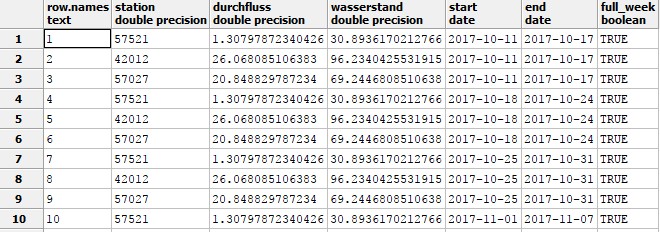 row.names station durchfluss wasserstand start end full_week
text double precision double precision double precision date date boolean
1 1 57521 1.30797872340426 30.8936170212766 2017-10-11 2017-10-17 TRUE
2 2 42012 26.068085106383 96.2340425531915 2017-10-11 2017-10-17 TRUE
3 3 57027 20.848829787234 69.2446808510638 2017-10-11 2017-10-17 TRUE
4 4 57521 1.30797872340426 30.8936170212766 2017-10-18 2017-10-24 TRUE
5 5 42012 26.068085106383 96.2340425531915 2017-10-18 2017-10-24 TRUE
6 6 57027 20.848829787234 69.2446808510638 2017-10-18 2017-10-24 TRUE
7 7 57521 1.30797872340426 30.8936170212766 2017-10-25 2017-10-31 TRUE
8 8 42012 26.068085106383 96.2340425531915 2017-10-25 2017-10-31 TRUE
9 9 57027 20.848829787234 69.2446808510638 2017-10-25 2017-10-31 TRUE
10 10 57521 1.30797872340426 30.8936170212766 2017-11-01 2017-11-07 TRUE